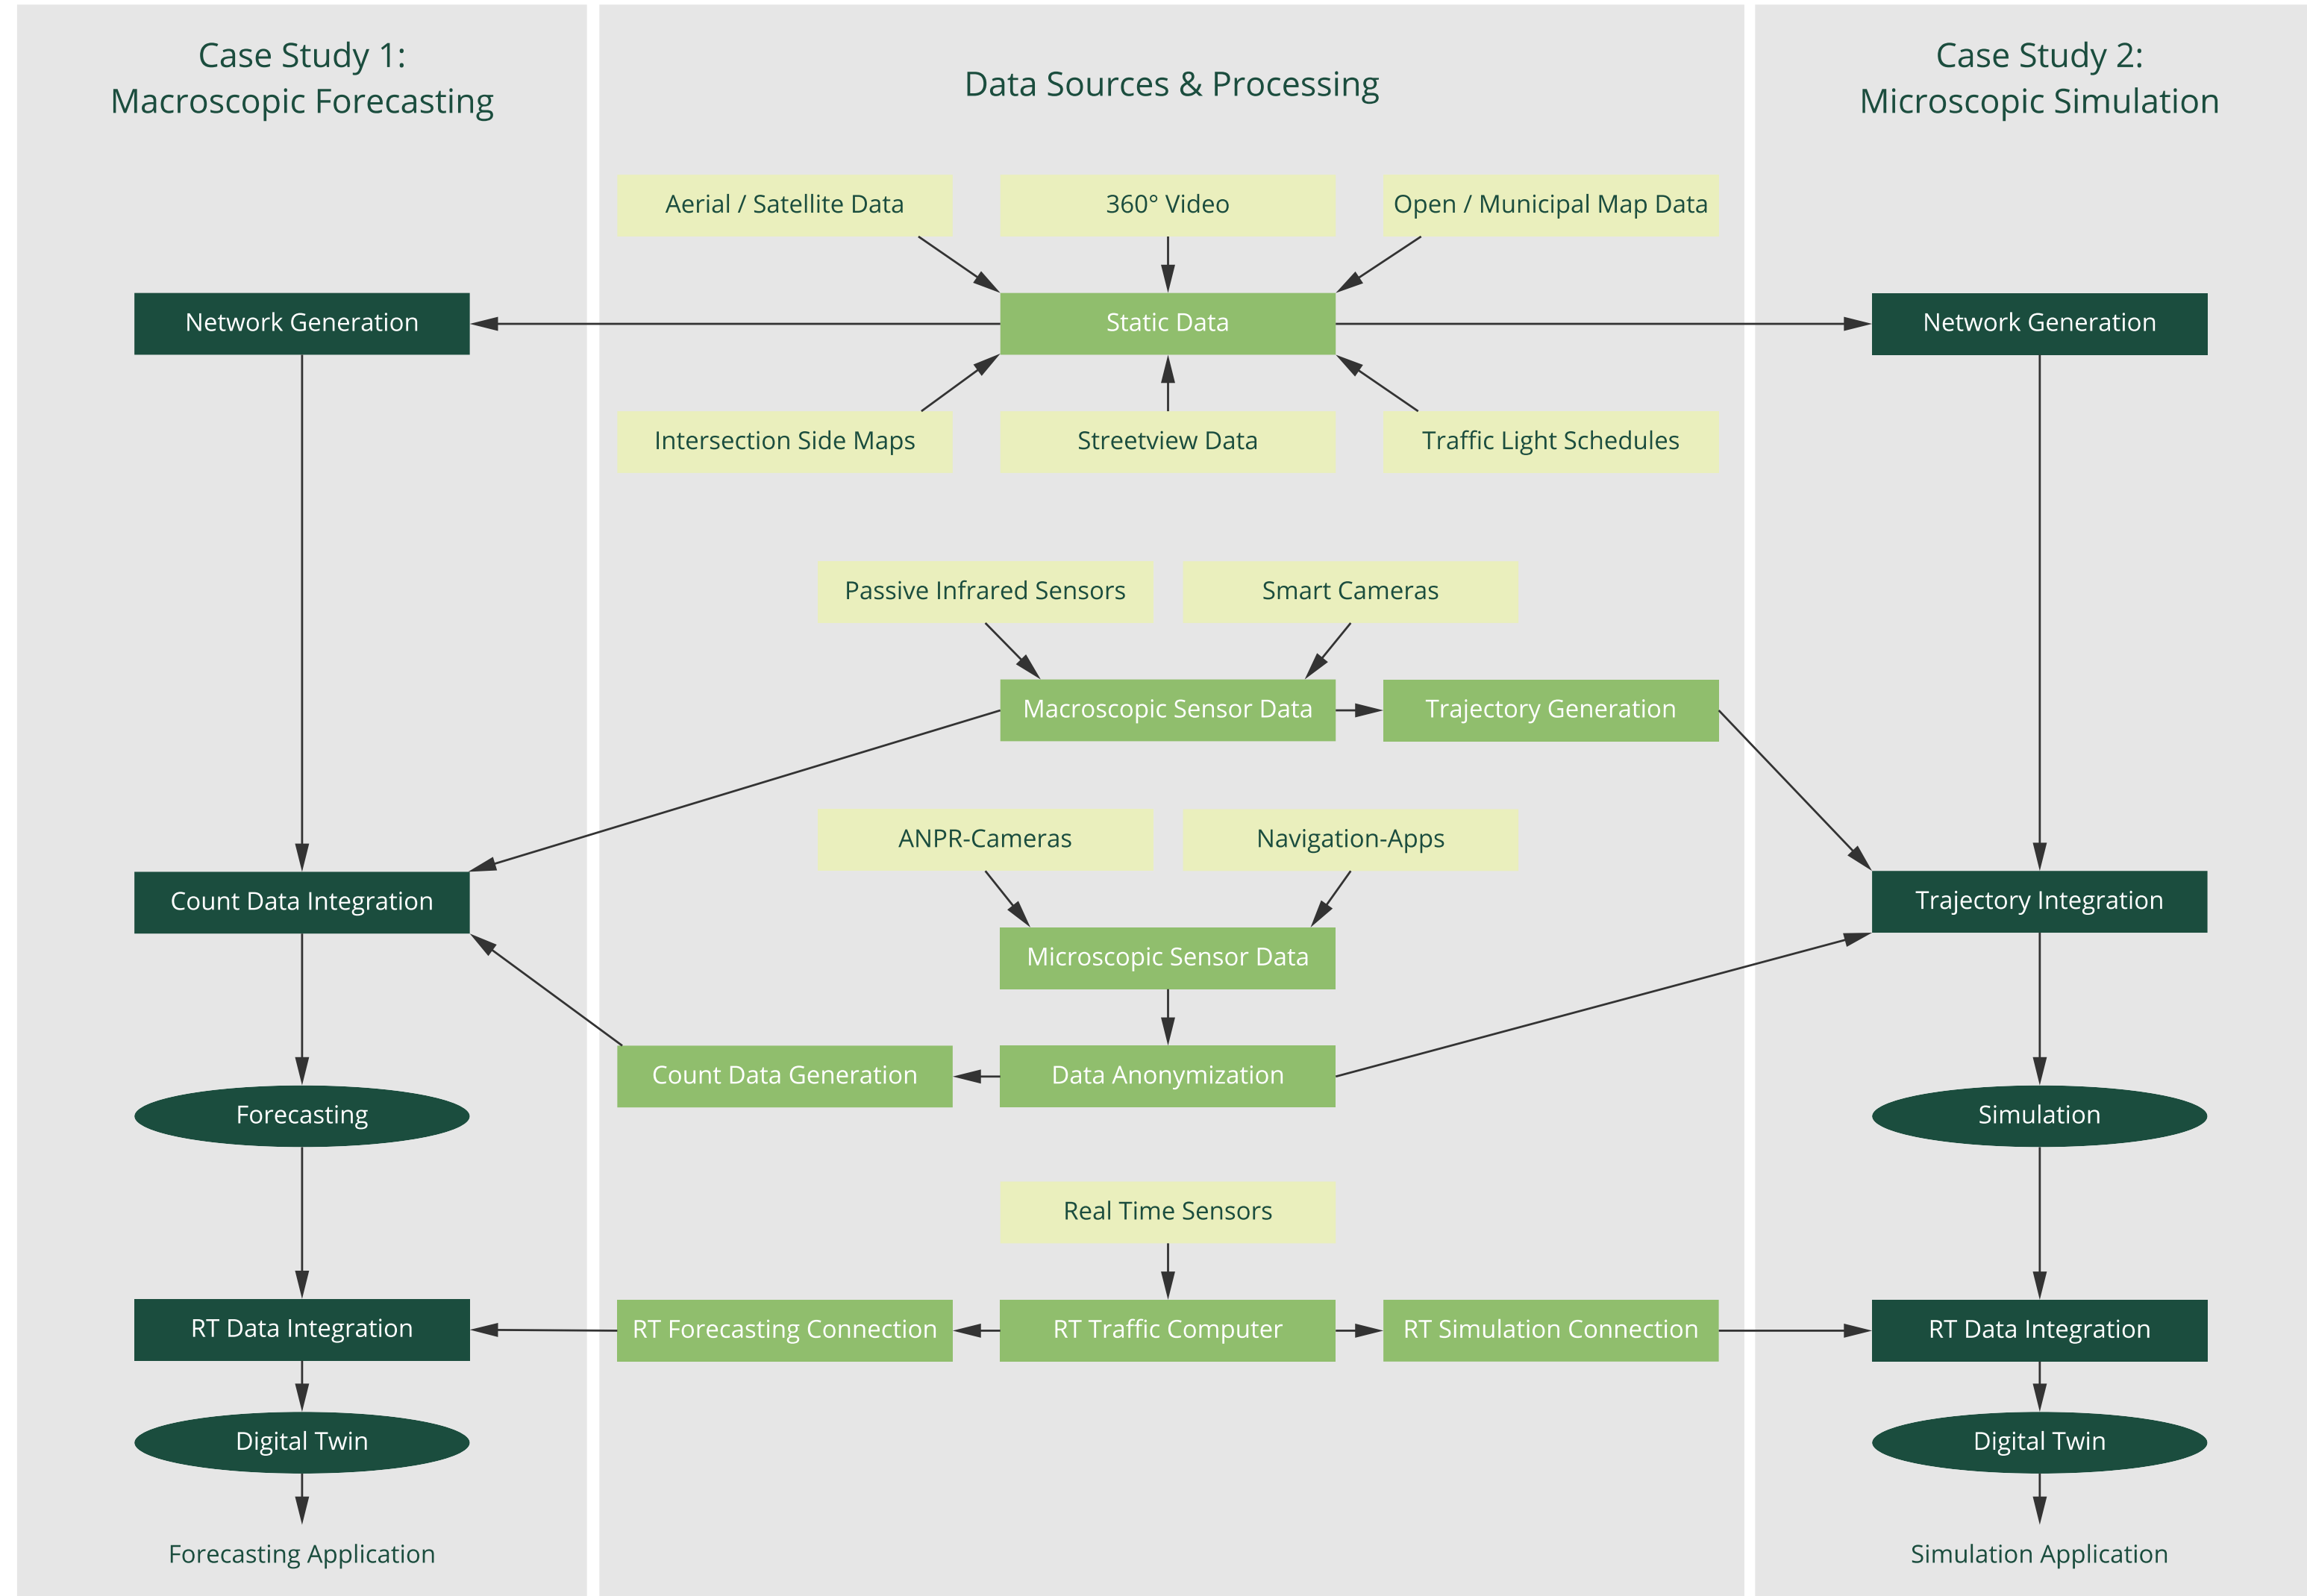 Case Study 1:
Macroscopic Forecasting
Data Sources & Processing
Case Study 2:
Microscopic Simulation
Aerial / Satellite Data
360° Video
Open / Municipal Map Data
Network Generation
Static Data
Network Generation
Intersection Side Maps
Streetview Data
Traffic Light Schedules
Passive Infrared Sensors
Smart Cameras
Macroscopic Sensor Data
Trajectory Generation
ANPR-Cameras
Navigation-Apps
Count Data Integration
Trajectory Integration
Microscopic Sensor Data
Count Data Generation
Data Anonymization
Forecasting
Simulation
Real Time Sensors
RT Data Integration
RT Forecasting Connection
RT Traffic Computer
RT Simulation Connection
RT Data Integration
Digital Twin
Digital Twin
Forecasting Application
Simulation Application